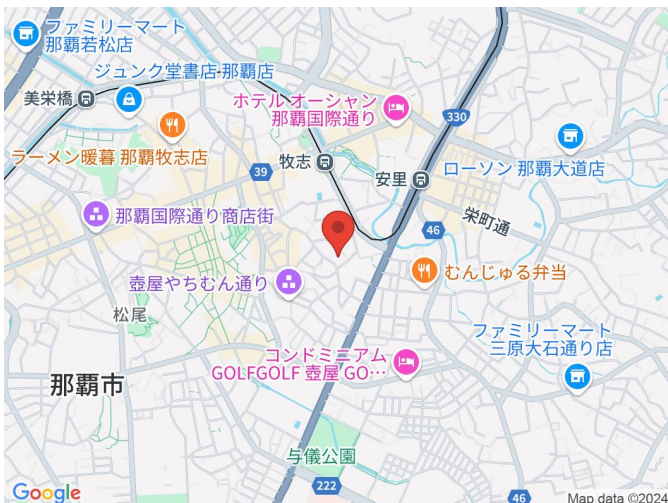 ファミリーマート
那覇若松店
ジュンク堂書店 那覇店
美栄橋
ホテル オーシャン
那覇国際通り
330
ラーメン暖暮 那覇牧志店
牧志
39
安里
ローソン 那覇大道店
那覇国際通り商店街
栄町通
46
壺屋やちむん通り
むんじゅる弁当
松尾
ファミリーマート
三原大石通り店
コンドミニアム
GOLFGOLF 壺屋 GO…
那覇市
与儀公園
222
46
Google
Map data ©2024